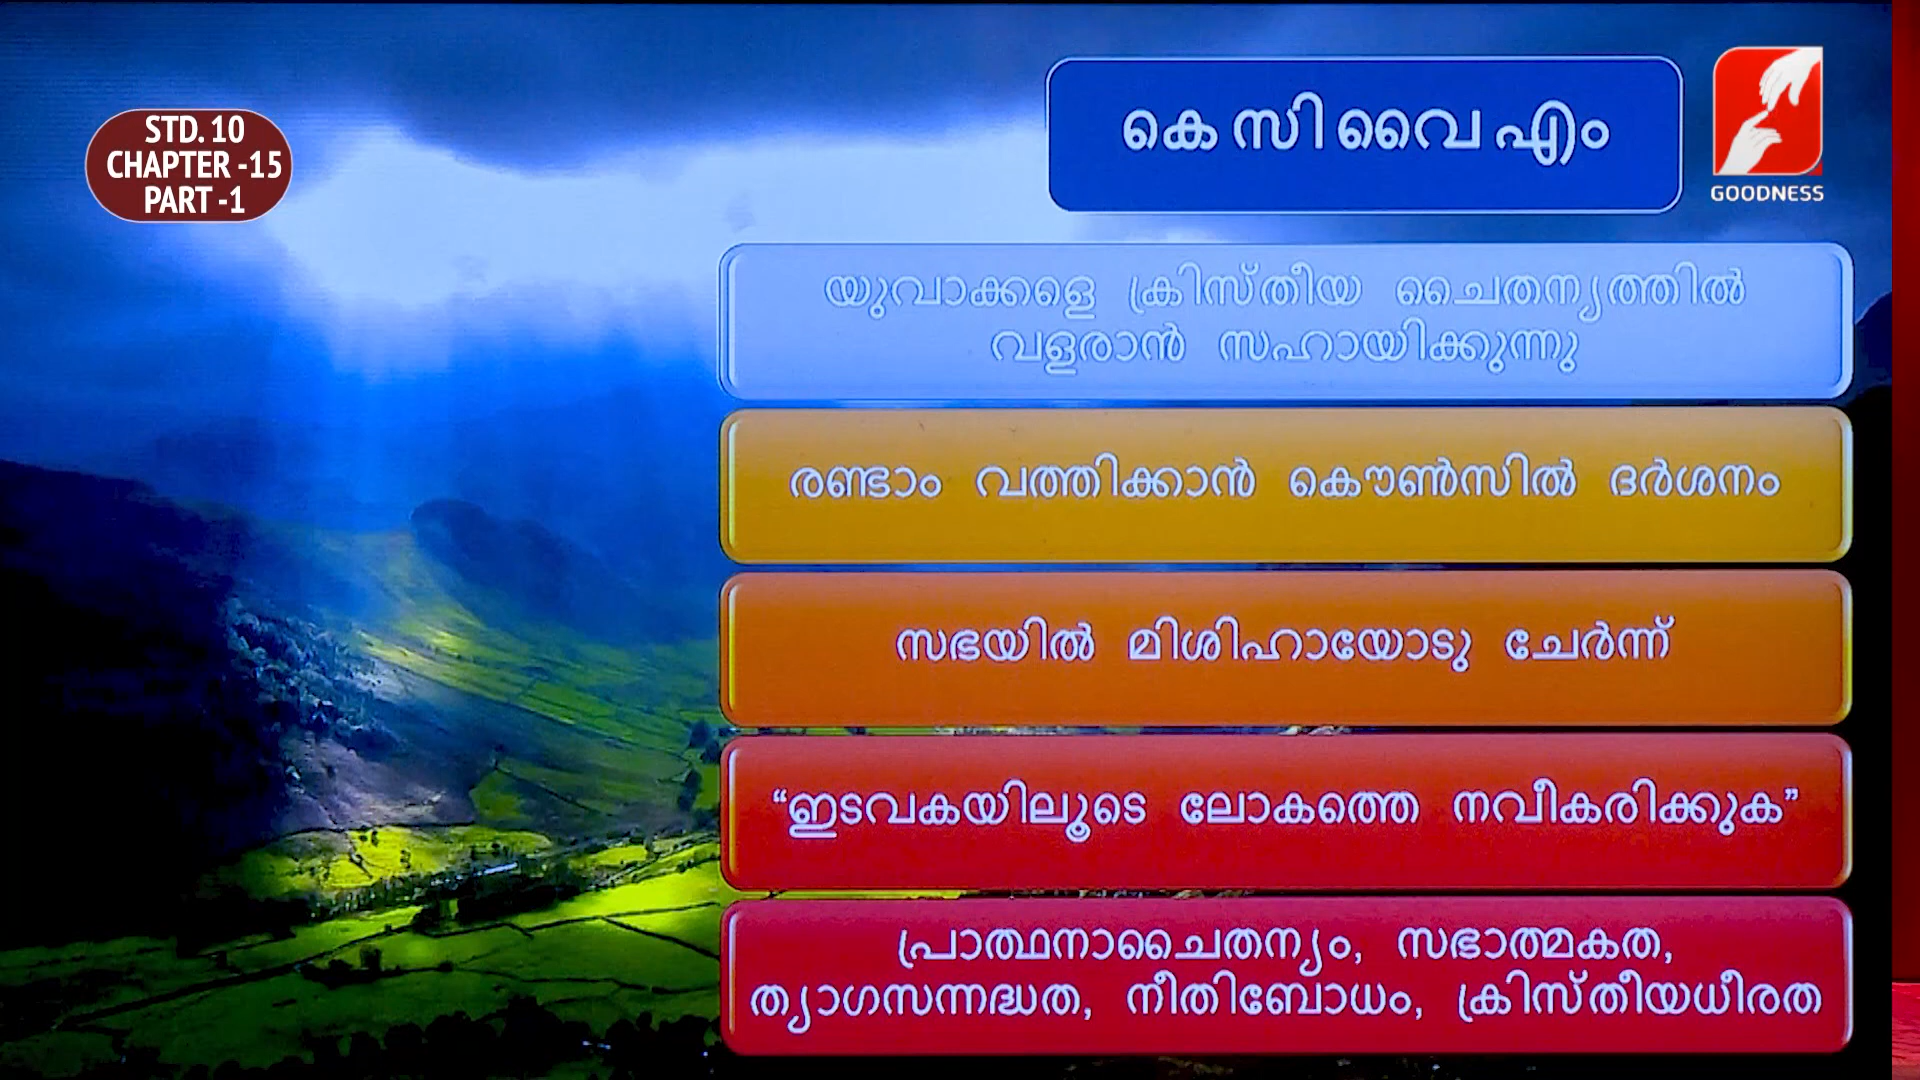 STD. 10
CHAPTER -15
PART -1
കെ സി വൈ എം
GOODNESS
യുവാക്കളെ ക്രിസ്തീയ ചൈതന്യത്തിൽ
വളരാൻ സഹായിക്കുന്നു
രണ്ടാം വത്തിക്കാൻ കൌൺസിൽ ദർശനം
സഭയിൽ മിശിഹായോടു ചേർന്ന്
“ഇടവകയിലൂടെ ലോകത്തെ നവീകരിക്കുക”
പ്രാത്ഥനാചൈതന്യം, സഭാത്മകത,
ത്യാഗസന്നദ്ധത, നീതിബോധം, ക്രിസ്തീയധീരത